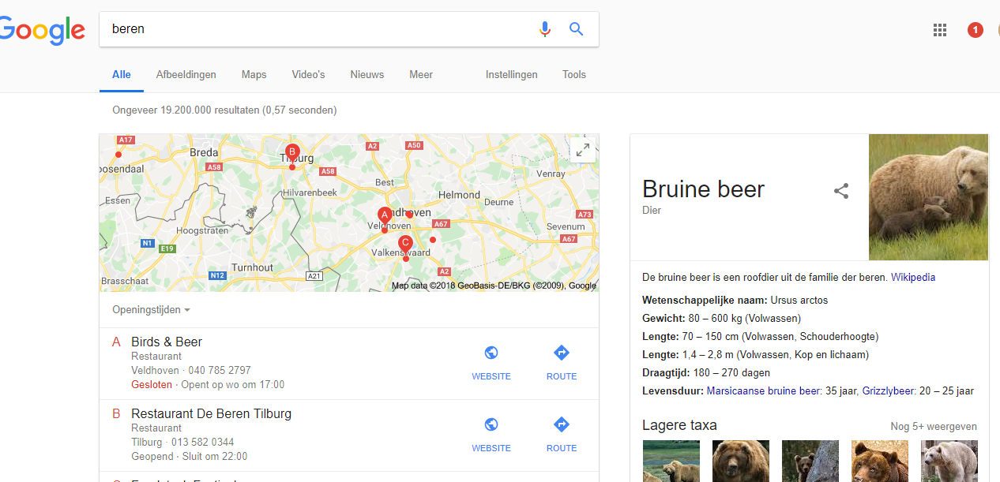 Google
beren
1
Alle Afbeeldingen Maps Video's Nieuws Meer Instellingen Tools
Ongeveer 19.200.000 resultaten (0,57 seconden)
A17
Breda
B
A2
A50
A58
A58
Venray
Best
Hilvarenbeek
Helmond
Essen
Deurne
A
A73
Veldhoven
A67
Sevenum
Hoogstraten
A67
N1
E19
C
Valkenswaard
Turnhout
A2
N12
A21
Brasschaat
Map data ©2018 GeoBasis-DE/BKG (©2009), Google
Openingstijden
A Birds & Beer
Restaurant
Veldhoven · 040 785 2797
Gesloten · Opent op wo om 17:00
WEBSITE ROUTE
B Restaurant De Beren Tilburg
Restaurant
Tilburg · 013 582 0344
Geopend · Sluit om 22:00
WEBSITE ROUTE
Bruine beer
Dier
De bruine beer is een roofdier uit de familie der beren. Wikipedia
Wetenschappelijke naam: Ursus arctos
Gewicht: 80 – 600 kg (Volwassen)
Lengte: 70 – 150 cm (Volwassen, Schouderhoogte)
Lengte: 1,4 – 2,8 m (Volwassen, Kop en lichaam)
Draagtijd: 180 – 270 dagen
Levensduur: Marsicaanse bruine beer: 35 jaar, Grizzlybeer: 20 – 25 jaar
Lagere taxa Nog 5+ weergeven